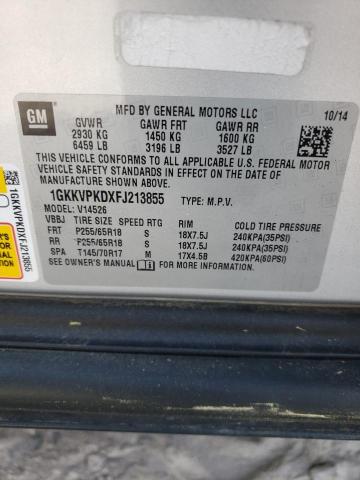 GM
MFD BY GENERAL MOTORS LLC 10/14
GVWR GAWR FRT GAWR RR
2930 KG 1450 KG 1600 KG
6459 LB 3196 LB 3527 LB
THIS VEHICLE CONFORMS TO ALL APPLICABLE U.S. FEDERAL
MOTOR VEHICLE SAFETY STANDARDS IN EFFECT ON THE DATE
OF MANUFACTURE SHOWN ABOVE.
1GKKVPKDXFJ213855 TYPE: M.P.V.
MODEL: V14526
VBBJ TIRE SIZE SPEED RTG RIM COLD TIRE PRESSURE
FRT P255/65R18 S 18X7.5J 240KPA(35PSI)
RR P255/65R18 S 18X7.5J 240KPA(35PSI)
SPA T145/70R17 M 17X4.5B 420KPA(60PSI)
SEE OWNER'S MANUAL FOR ADDITIONAL INFORMATION
1GKKVPKDXFJ213855